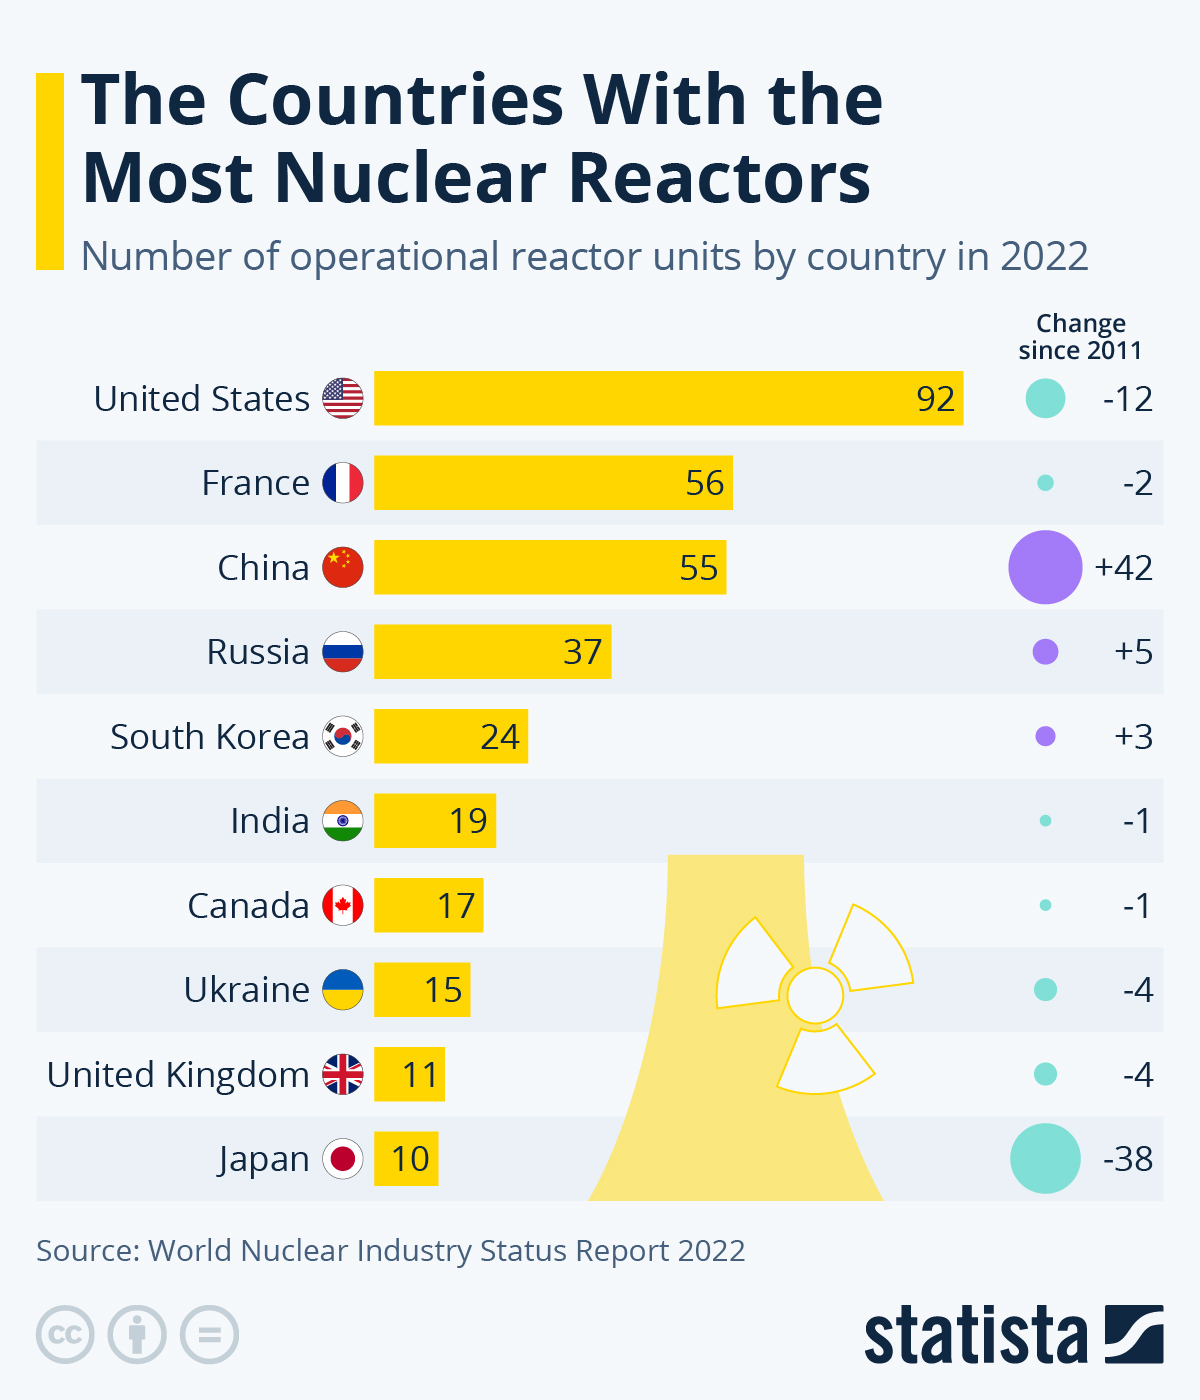 The Countries With the
Most Nuclear Reactors
Number of operational reactor units by country in 2022
Change
since 2011
United States 92 -12
France 56 -2
China 55 +42
Russia 37 +5
South Korea 24 +3
India 19 -1
Canada 17 -1
Ukraine 15 -4
United Kingdom 11 -4
Japan 10 -38
Source: World Nuclear Industry Status Report 2022
cc
statista